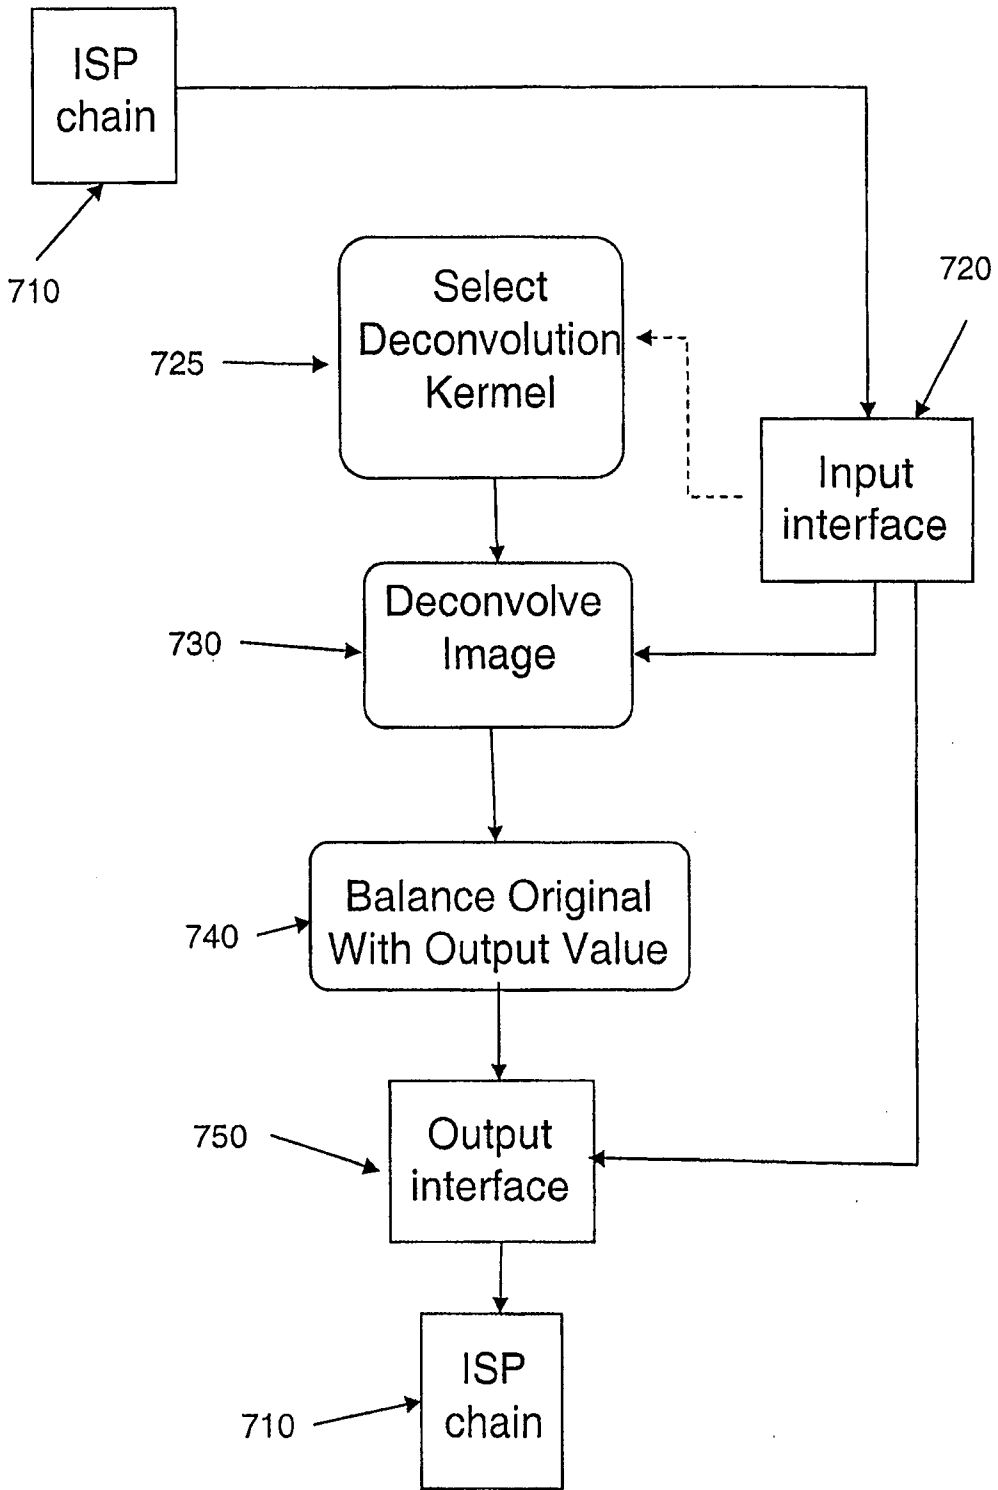 ISP
chain
710
720
Select
Deconvolution
Kermel
725
Input
interface
Deconvolve
Image
730
Balance Original
With Output Value
740
Output
interface
750
ISP
chain
710